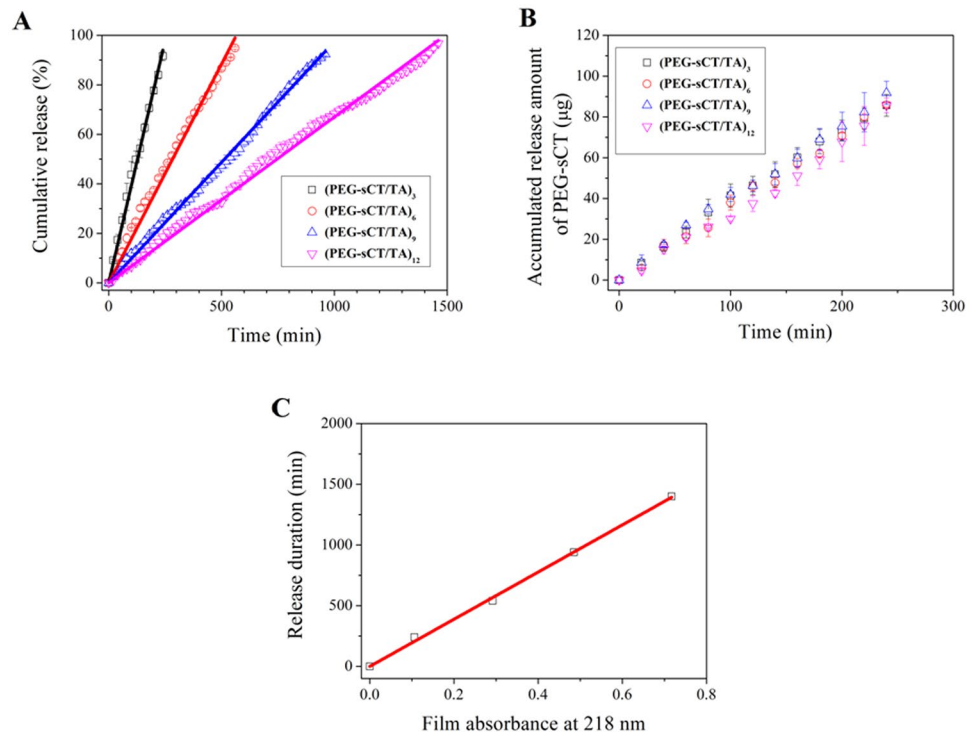 A
100
80
60
40
20
0
Cumulative release (%)
0 500 1000 1500
Time (min)
(PEG-sCT/TA)3
(PEG-sCT/TA)6
(PEG-sCT/TA)9
(PEG-sCT/TA)12
B
120
100
80
60
40
20
0
Accumulated release amount
of PEG-sCT (μg)
0 100 200 300
Time (min)
(PEG-sCT/TA)3
(PEG-sCT/TA)6
(PEG-sCT/TA)9
(PEG-sCT/TA)12
C
2000
1500
1000
500
0
Release duration (min)
0.0 0.2 0.4 0.6 0.8
Film absorbance at 218 nm